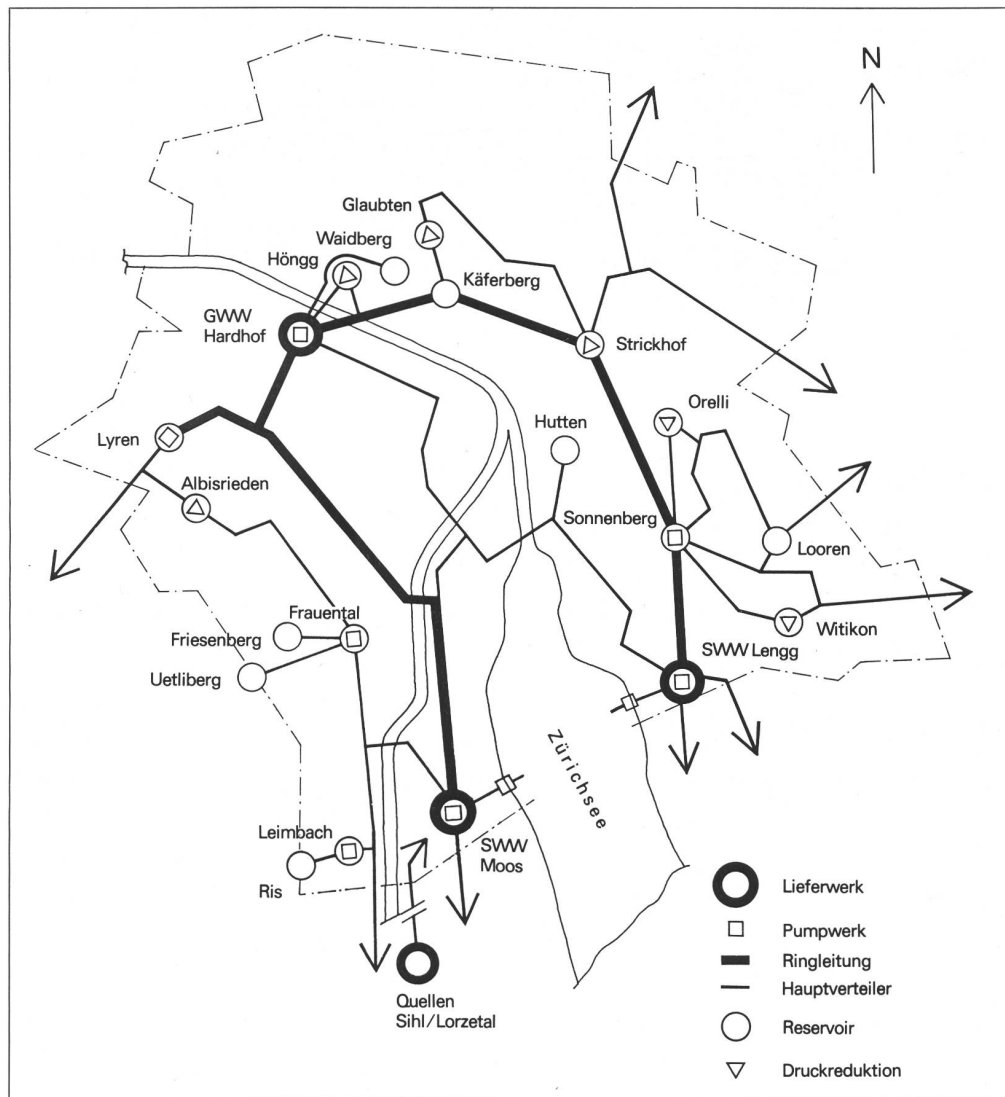 N
Glaubten
Waidberg
Höngg
Käferberg
GWW
Hardhof
Strickhof
Orelli
Hutten
Lyren
Albisrieden
Sonnenberg
Looren
Frauental
Friesenberg
Witikon
Uetliberg
SWW Lengg
Zürichsee
Leimbach
SWW
Moos
Ris
Quellen
Sihl/Lorzetal
Lieferwerk
Pumpwerk
Ringleitung
Hauptverteiler
Reservoir
Druckreduktion